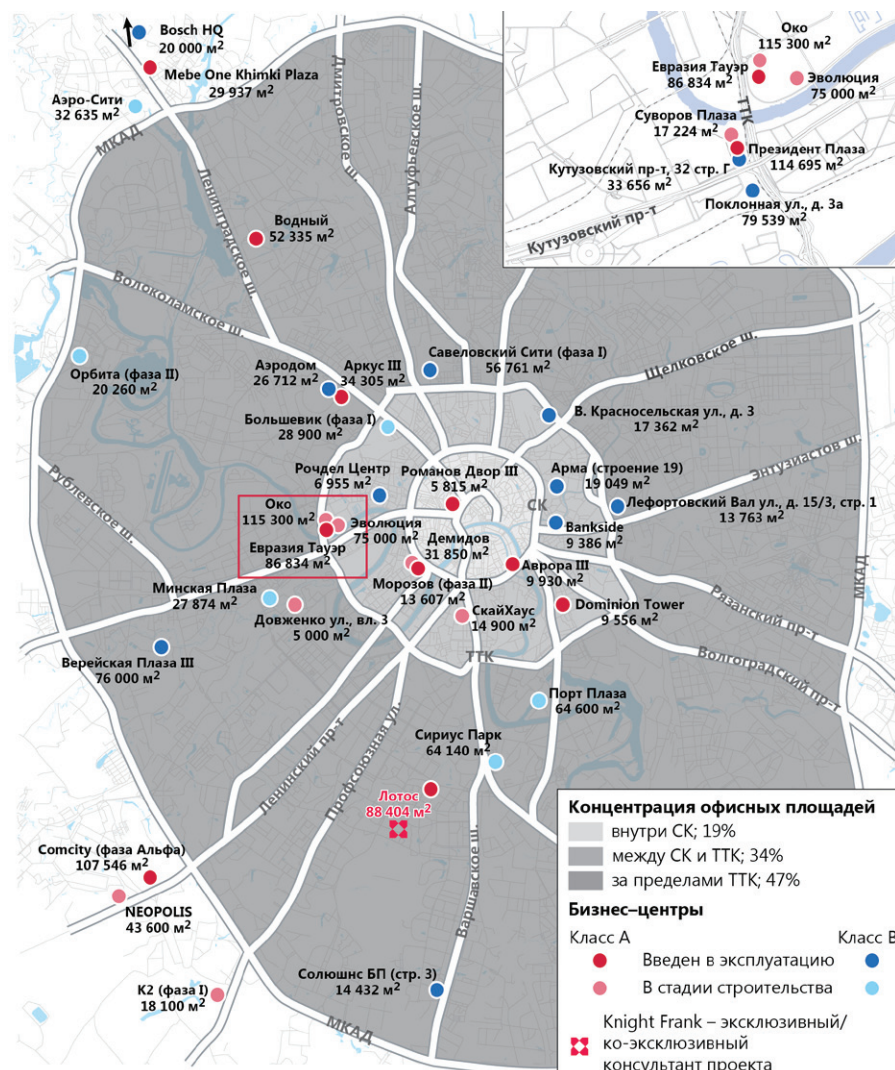 Bosch HQ
20 000 м²
Mebe One Khimki Plaza
29 937 м²
Аэро-Сити
32 635 м²
МКАД
Дмитровское ш.
Алтуфьевское ш.
Ленинградское ш.
Водный
52 335 м²
Волоколамское ш.
Око
115 300 м²
Евразия Тауэр
86 834 м²
Эволюция
75 000 м²
ТТК
Суворов Плаза
17 224 м²
Президент Плаза
114 695 м²
Кутузовский пр-т, 32 стр. Г
33 656 м²
Поклонная ул., д. 3а
79 539 м²
Кутузовский пр-т
Орбита (фаза II)
20 260 м²
Аэродом
26 712 м²
Аркус III
34 305 м²
Савеловский Сити (фаза I)
56 761 м²
Щелковское ш.
Большевик (фаза I)
28 900 м²
В. Красносельская ул., д. 3
17 362 м²
Рублевское ш.
Рочдел Центр
6 955 м²
Романов Двор III
5 815 м²
Арма (строение 19)
19 049 м²
Энтузиастов ш.
СК
Лефортовский Вал ул., д. 15/3, стр. 1
13 763 м²
Око
115 300 м²
Эволюция
75 000 м²
Евразия Тауэр
86 834 м²
Демидов
31 850 м²
Bankside
9 386 м²
Аврора III
9 930 м²
МКАД
Минская Плаза
27 874 м²
Морозов (фаза II)
13 607 м²
Довженко ул., вл. 3
5 000 м²
СкайХаус
14 900 м²
Dominion Tower
9 556 м²
Рязанский пр-т
Верейская Плаза III
76 000 м²
ТТК
Волгоградский пр-т
Порт Плаза
64 600 м²
Сириус Парк
64 140 м²
Ленинский пр-т
Профсоюзная ул.
Лотос
88 404 м²
Варшавское ш.
Comcity (фаза Альфа)
107 546 м²
NEOPOLIS
43 600 м²
К2 (фаза I)
18 100 м²
Солюшнс БП (стр. 3)
14 432 м²
МКАД
Концентрация офисных площадей
внутри СК; 19%
между СК и ТТК; 34%
за пределами ТТК; 47%
Бизнес–центры
Класс А Класс В
Введен в эксплуатацию
В стадии строительства
Knight Frank – эксклюзивный/
ко-эксклюзивный
консультант проекта